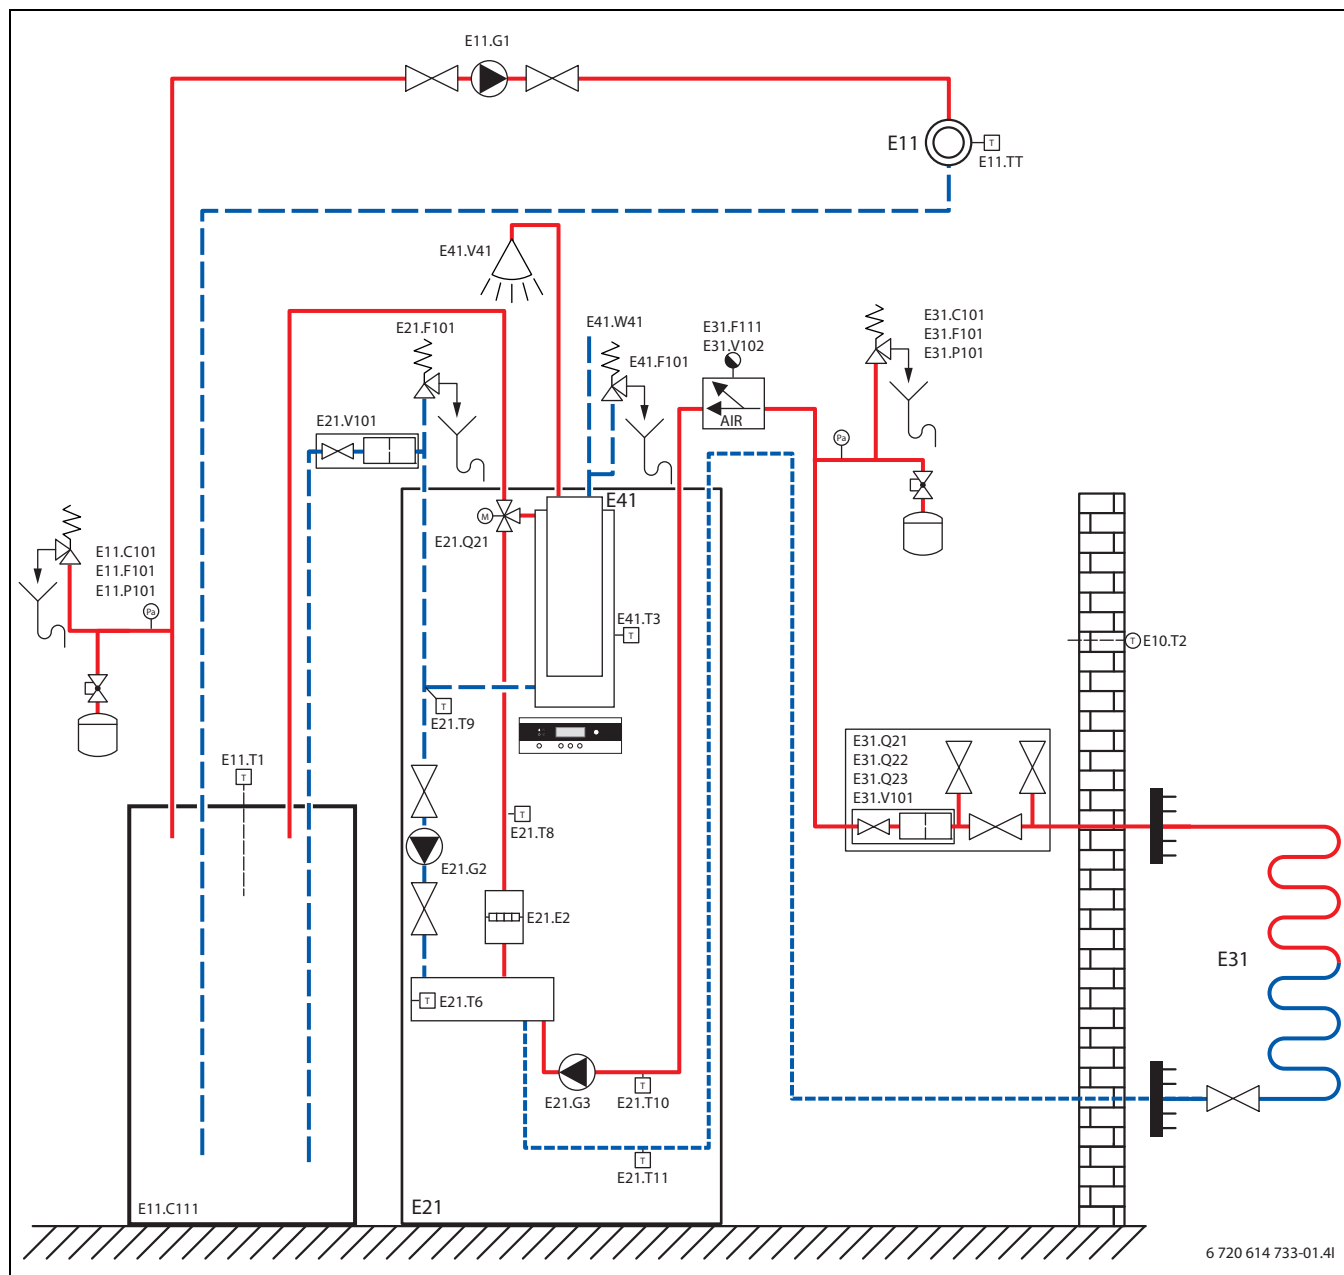 E11.G1
E11
T
E11.TT
E41.V41
E21.F101
E41.W41
E41.F101
E31.F111
E31.V102
AIR
E31.C101
E31.F101
E31.P101
Pa
E21.V101
E41
M
E21.Q21
E11.C101
E11.F101
E11.P101
Pa
E41.T3
T
T
E10.T2
T
E21.T9
E31.Q21
E31.Q22
E31.Q23
E31.V101
E11.T1
T
T
E21.T8
E21.G2
E21.E2
E31
T
E21.T6
E21.G3
T
E21.T10
T
E21.T11
E11.C111
E21
6 720 614 733-01.4I